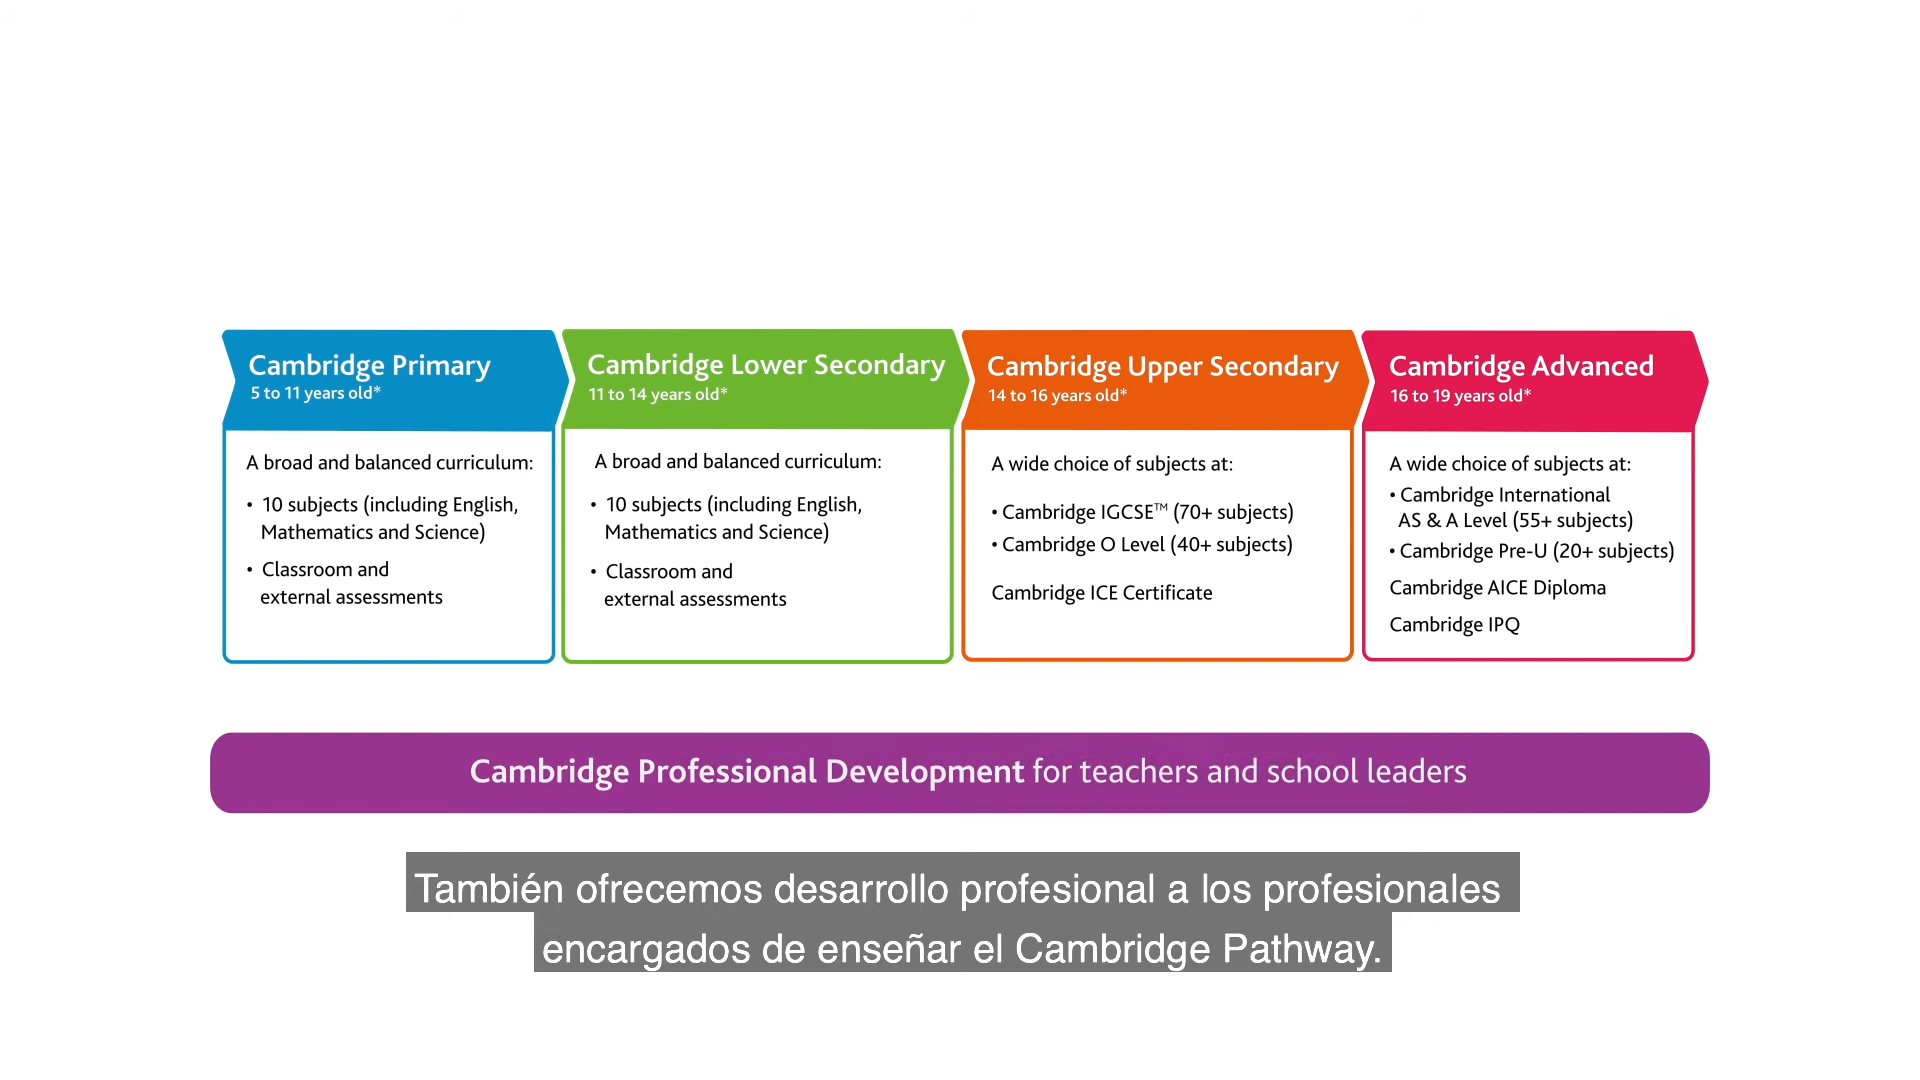 Cambridge Primary
5 to 11 years old*
A broad and balanced curriculum:
• 10 subjects (including English,
Mathematics and Science)
• Classroom and
external assessments
Cambridge Lower Secondary
11 to 14 years old*
A broad and balanced curriculum:
• 10 subjects (including English,
Mathematics and Science)
• Classroom and
external assessments
Cambridge Upper Secondary
14 to 16 years old*
A wide choice of subjects at:
• Cambridge IGCSE™ (70+ subjects)
• Cambridge O Level (40+ subjects)
Cambridge ICE Certificate
Cambridge Advanced
16 to 19 years old*
A wide choice of subjects at:
• Cambridge International
AS & A Level (55+ subjects)
• Cambridge Pre-U (20+ subjects)
Cambridge AICE Diploma
Cambridge IPQ
Cambridge Professional Development for teachers and school leaders
También ofrecemos desarrollo profesional a los profesionales
encargados de enseñar el Cambridge Pathway.